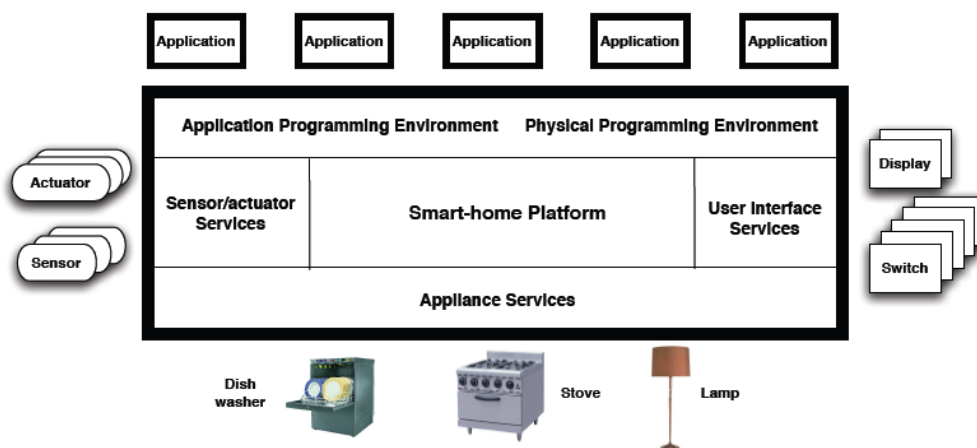 Application Application Application Application Application
Application Programming Environment Physical Programming Environment
Actuator
Display
Sensor/actuator
Services
Smart-home Platform
User Interface
Services
Sensor
Switch
Appliance Services
Dish
washer
Stove
Lamp